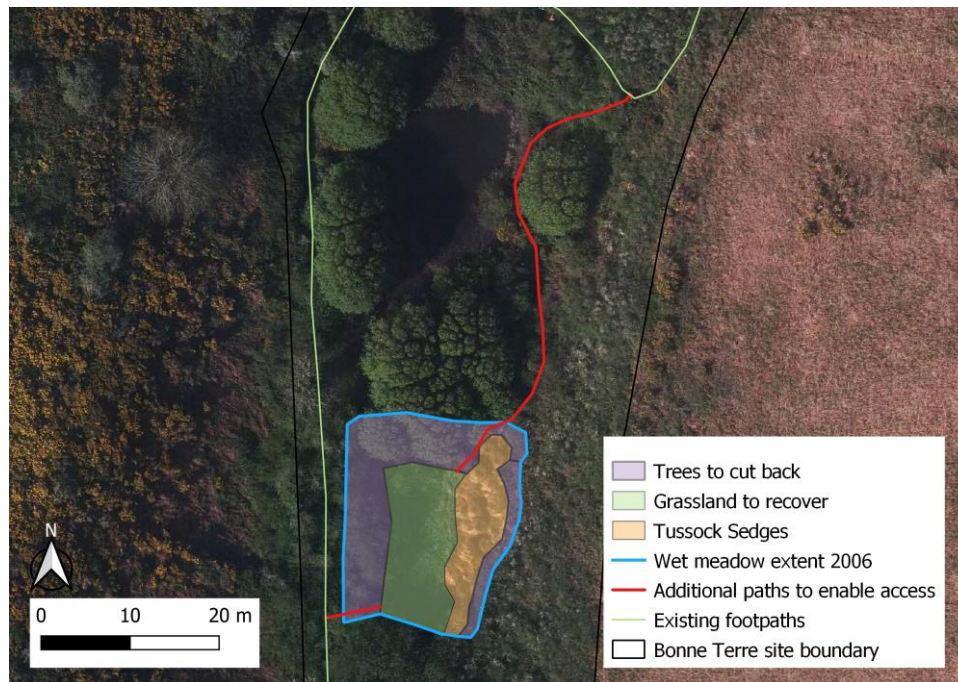 Trees to cut back
Grassland to recover
Tussock Sedges
Wet meadow extent 2006
Additional paths to enable access
Existing footpaths
Bonne Terre site boundary
N
0 10 20 m